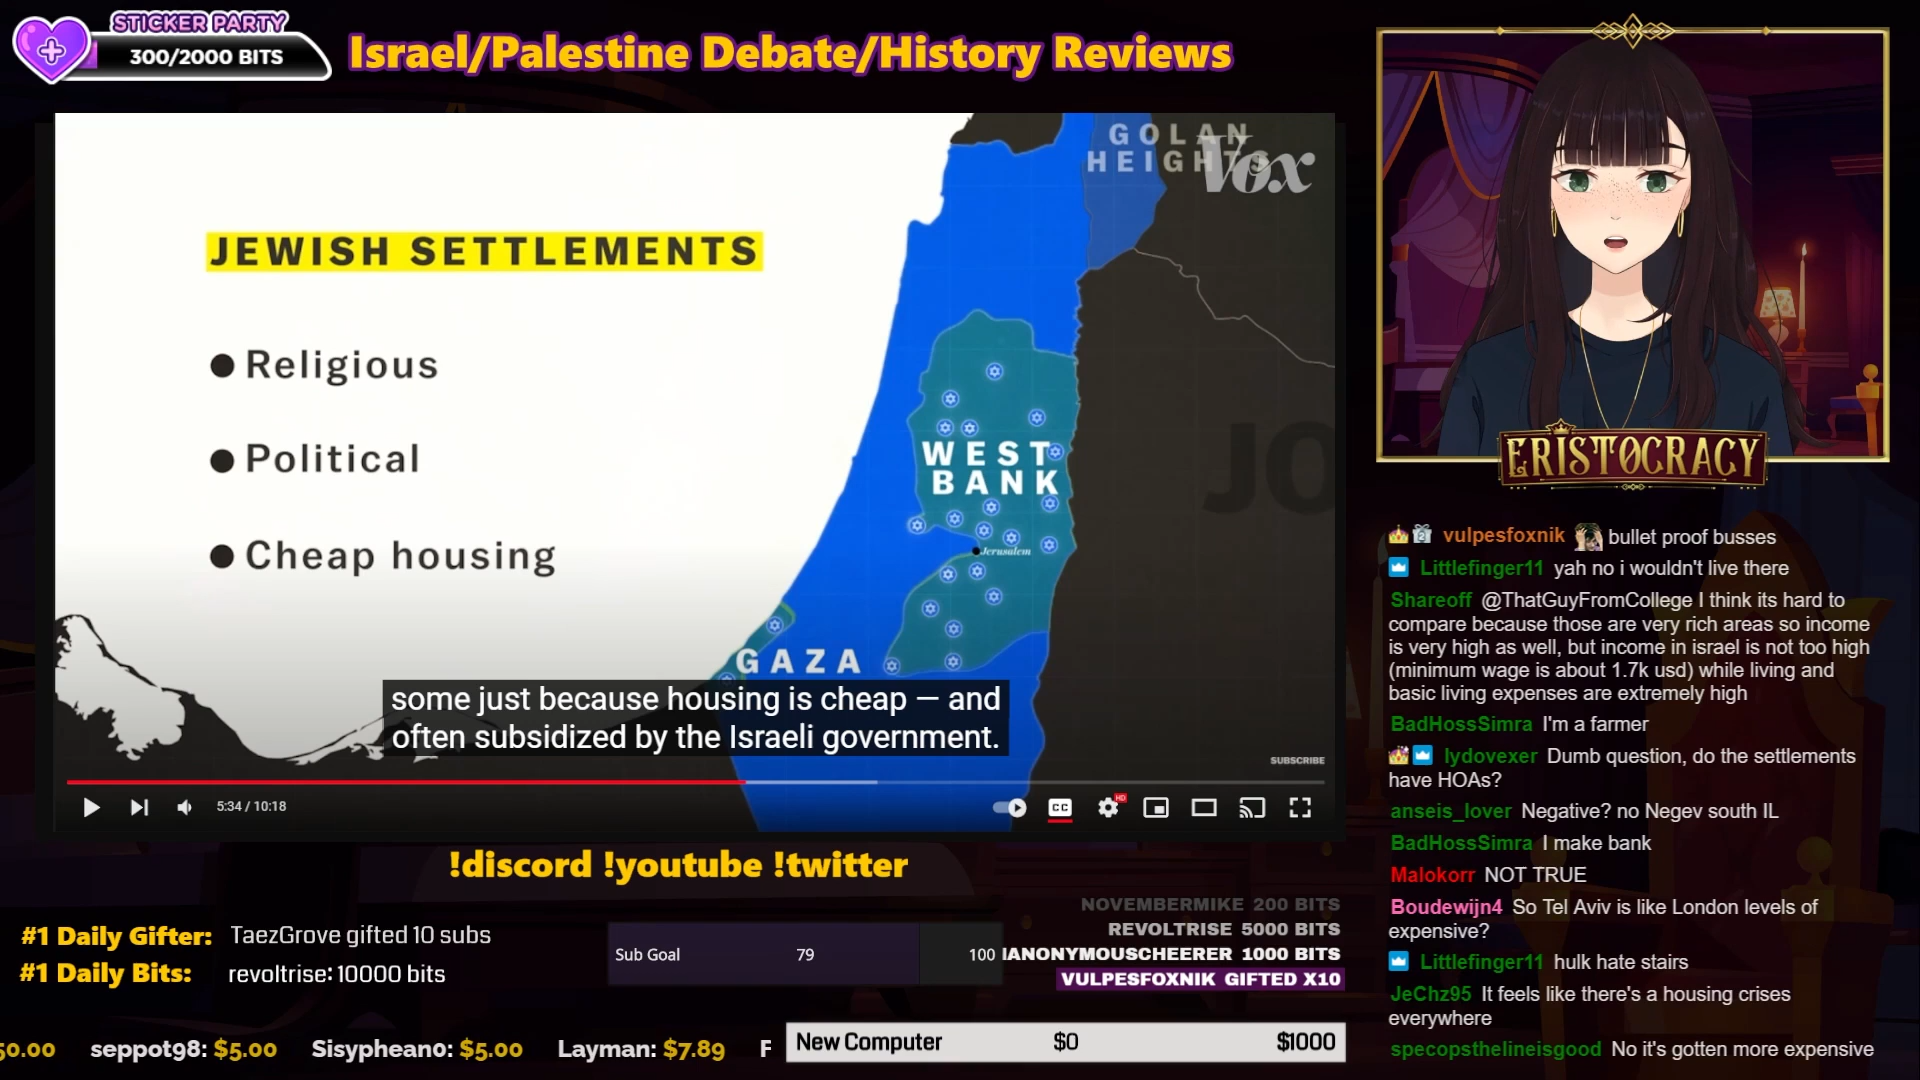 STICKER PARTY
300/2000 BITS
Israel/Palestine Debate/History Reviews
GOLAN
HEIGHTS
Vox
JEWISH SETTLEMENTS
● Religious
● Political
● Cheap housing
WEST
BANK
JO
Jerusalem
GAZA
some just because housing is cheap — and
often subsidized by the Israeli government.
SUBSCRIBE
5:34 / 10:18
CC
HD
!discord !youtube !twitter
#1 Daily Gifter: TaezGrove gifted 10 subs
#1 Daily Bits: revoltrise: 10000 bits
Sub Goal 79 100
NOVEMBERMIKE 200 BITS
REVOLTRISE 5000 BITS
ANONYMOUSCHEERER 1000 BITS
VULPESFOXNIK GIFTED X10
50.00 seppot98: $5.00 Sisyphean0: $5.00 Layman: $7.89 F
New Computer $0 $1000
ERISTOCRACY
2 vulpesfoxnik bullet proof busses
Littlefinger11 yah no i wouldn't live there
Shareoff @ThatGuyFromCollege I think its hard to
compare because those are very rich areas so income
is very high as well, but income in israel is not too high
(minimum wage is about 1.7k usd) while living and
basic living expenses are extremely high
BadHossSimra I'm a farmer
lydovexer Dumb question, do the settlements
have HOAs?
anseis_lover Negative? no Negev south IL
BadHossSimra I make bank
Malokorr NOT TRUE
Boudewijn4 So Tel Aviv is like London levels of
expensive?
Littlefinger11 hulk hate stairs
JeChz95 It feels like there's a housing crises
everywhere
specopsthelineisgood No it's gotten more expensive